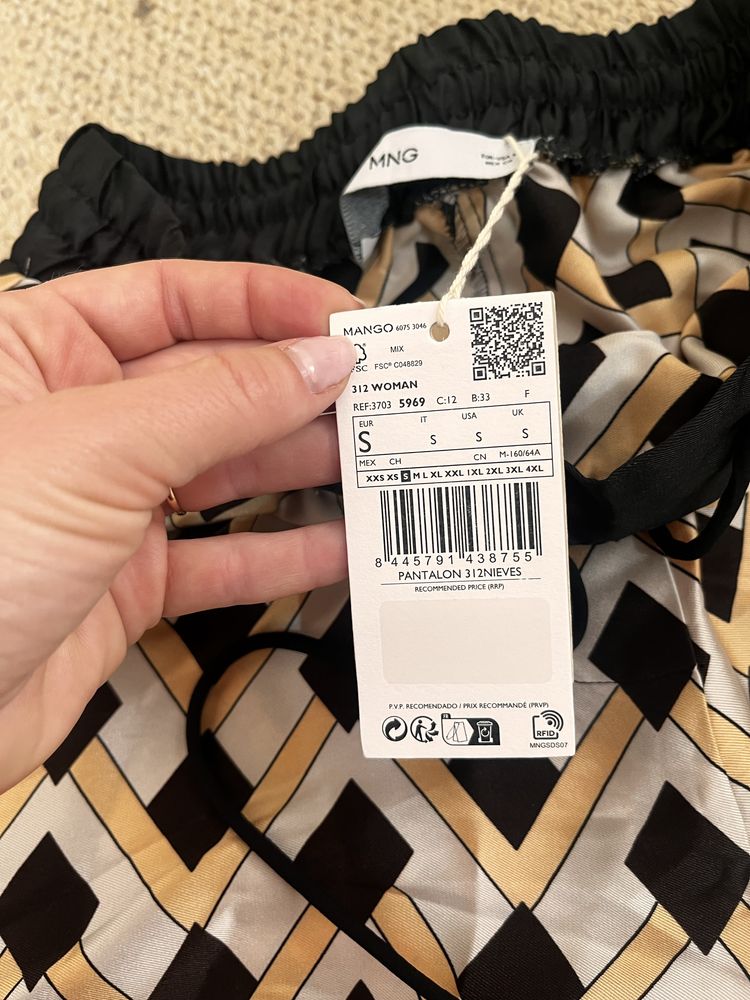 MNG
MANGO 6075 3046
MIX
FSC FSC® C048829
312 WOMAN
REF:3703 5969 C:12 B:33 F
EUR IT USA UK
S S S S
MEX CH CN M-160/64A
XXS XS S M L XL XXL 1XL 2XL 3XL 4XL
8 445791 438755
PANTALON 312NIEVES
RECOMMENDED PRICE (RRP)
P.V.P. RECOMENDADO / PRIX RECOMMANDÉ (PRVP)
FR
RFID
MNGSDS07